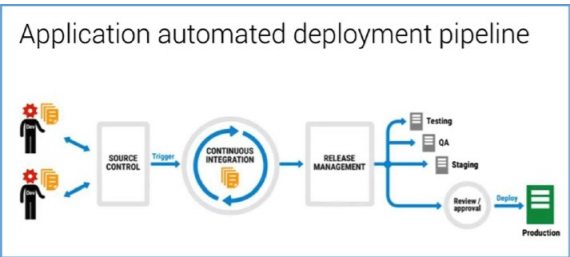 Application automated deployment pipeline
Dev
SOURCE
CONTROL
Trigger
CONTINUOUS
INTEGRATION
RELEASE
MANAGEMENT
Testing
QA
Staging
Review /
approval
Deploy
Production
Dev